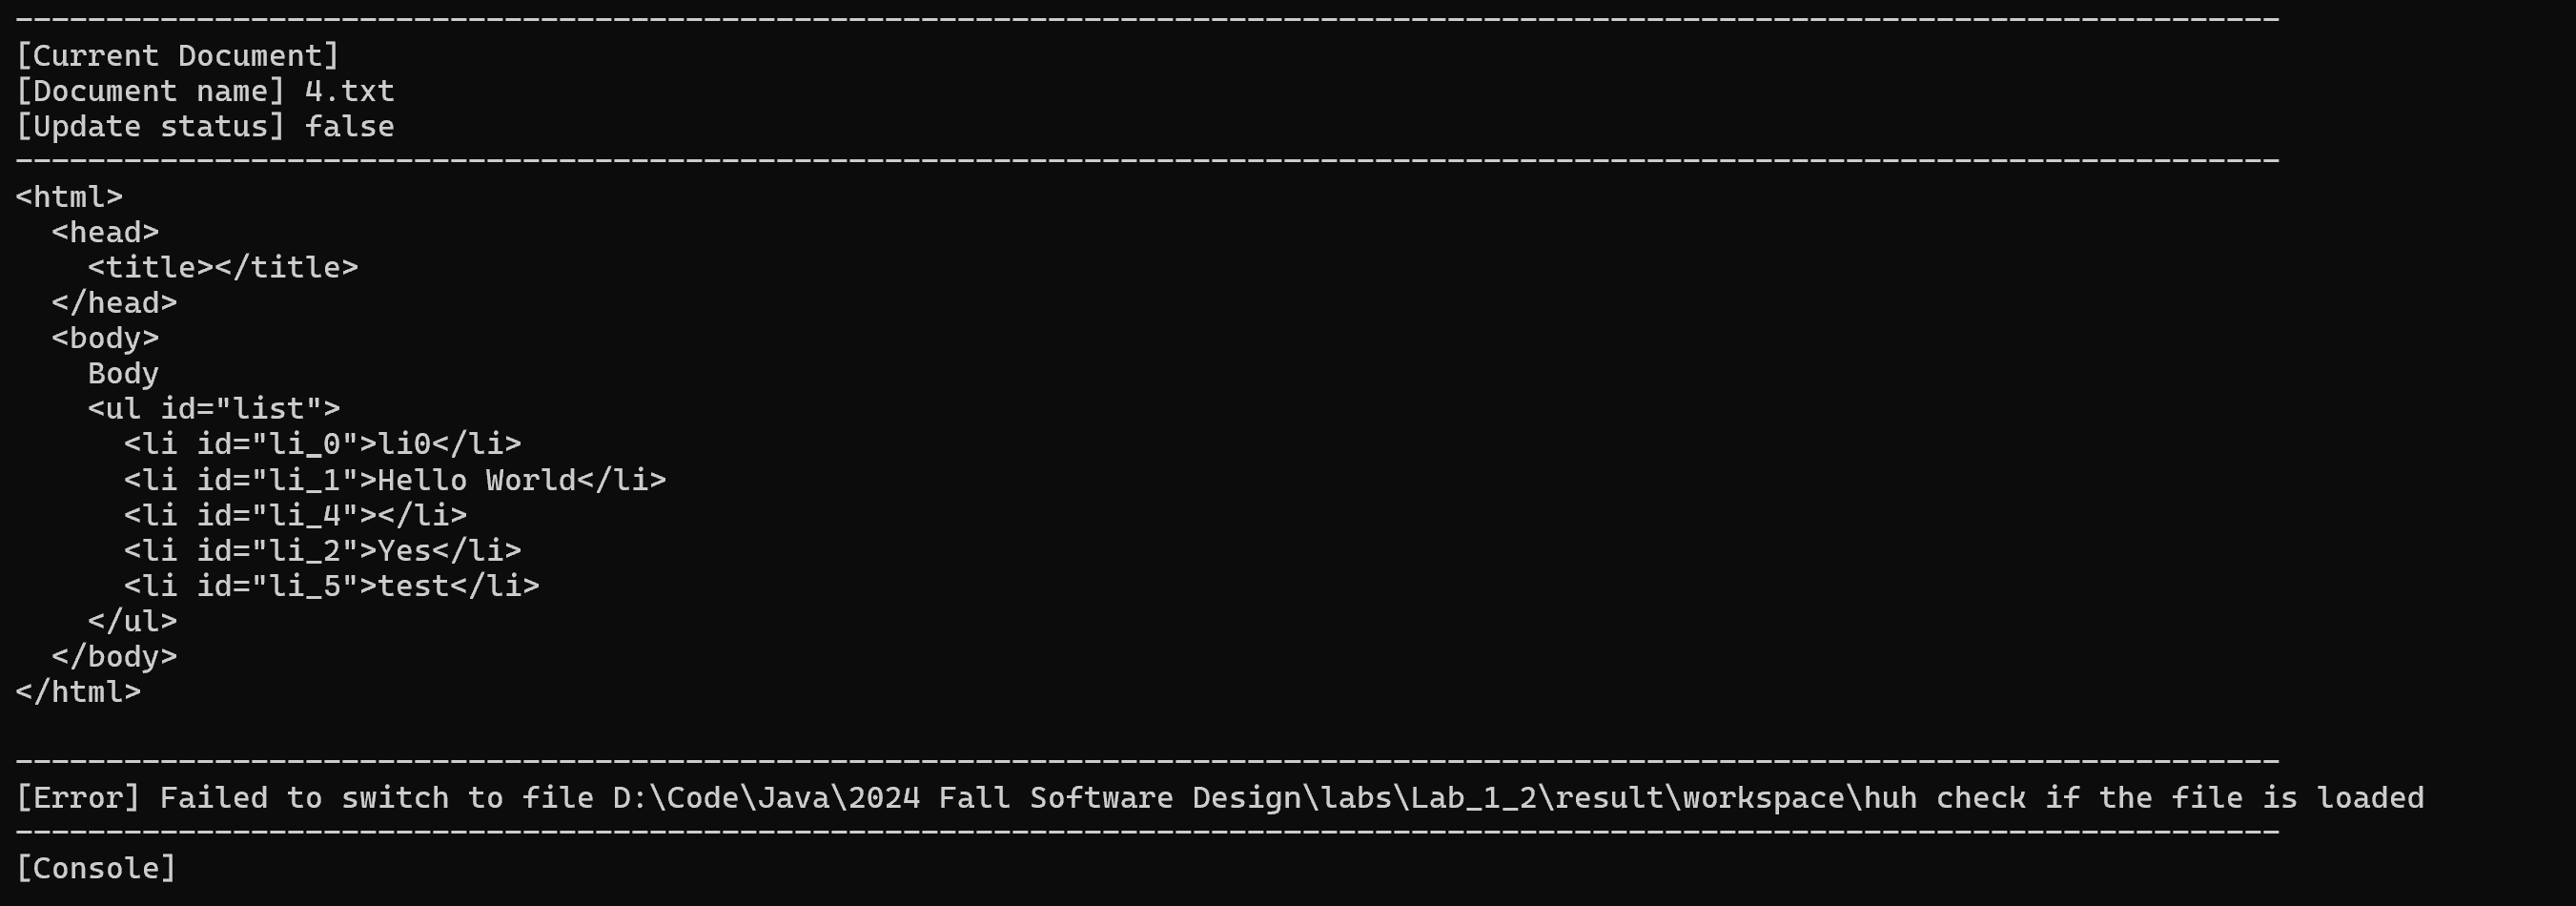 --------------------------------------------------------------------------------------------------------------------------------
[Current Document]
[Document name] 4.txt
[Update status] false
--------------------------------------------------------------------------------------------------------------------------------
<html>
  <head>
    <title></title>
  </head>
  <body>
    Body
    <ul id="list">
      <li id="li_0">li0</li>
      <li id="li_1">Hello World</li>
      <li id="li_4"></li>
      <li id="li_2">Yes</li>
      <li id="li_5">test</li>
    </ul>
  </body>
</html>

--------------------------------------------------------------------------------------------------------------------------------
[Error] Failed to switch to file D:\Code\Java\2024 Fall Software Design\labs\Lab_1_2\result\workspace\huh check if the file is loaded
--------------------------------------------------------------------------------------------------------------------------------
[Console]